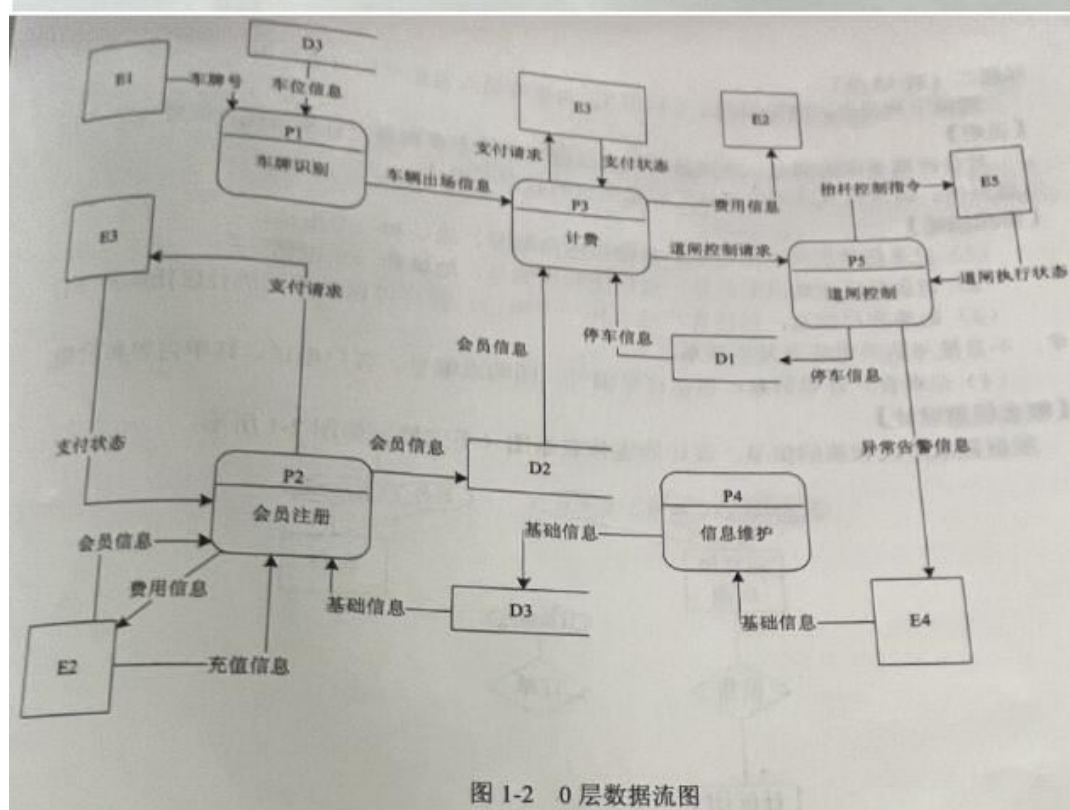 D3
E1
车牌号
车位信息
P1
车牌识别
车辆出场信息
E3
支付请求
支付状态
E2
P3
计费
费用信息
抬杆控制指令
E5
E3
支付请求
道闸控制请求
P5
道闸控制
道闸执行状态
会员信息
停车信息
D1
停车信息
支付状态
会员信息
D2
异常告警信息
P2
会员注册
P4
信息维护
会员信息
基础信息
费用信息
基础信息
D3
基础信息
E4
E2
充值信息
图 1-2 0 层数据流图